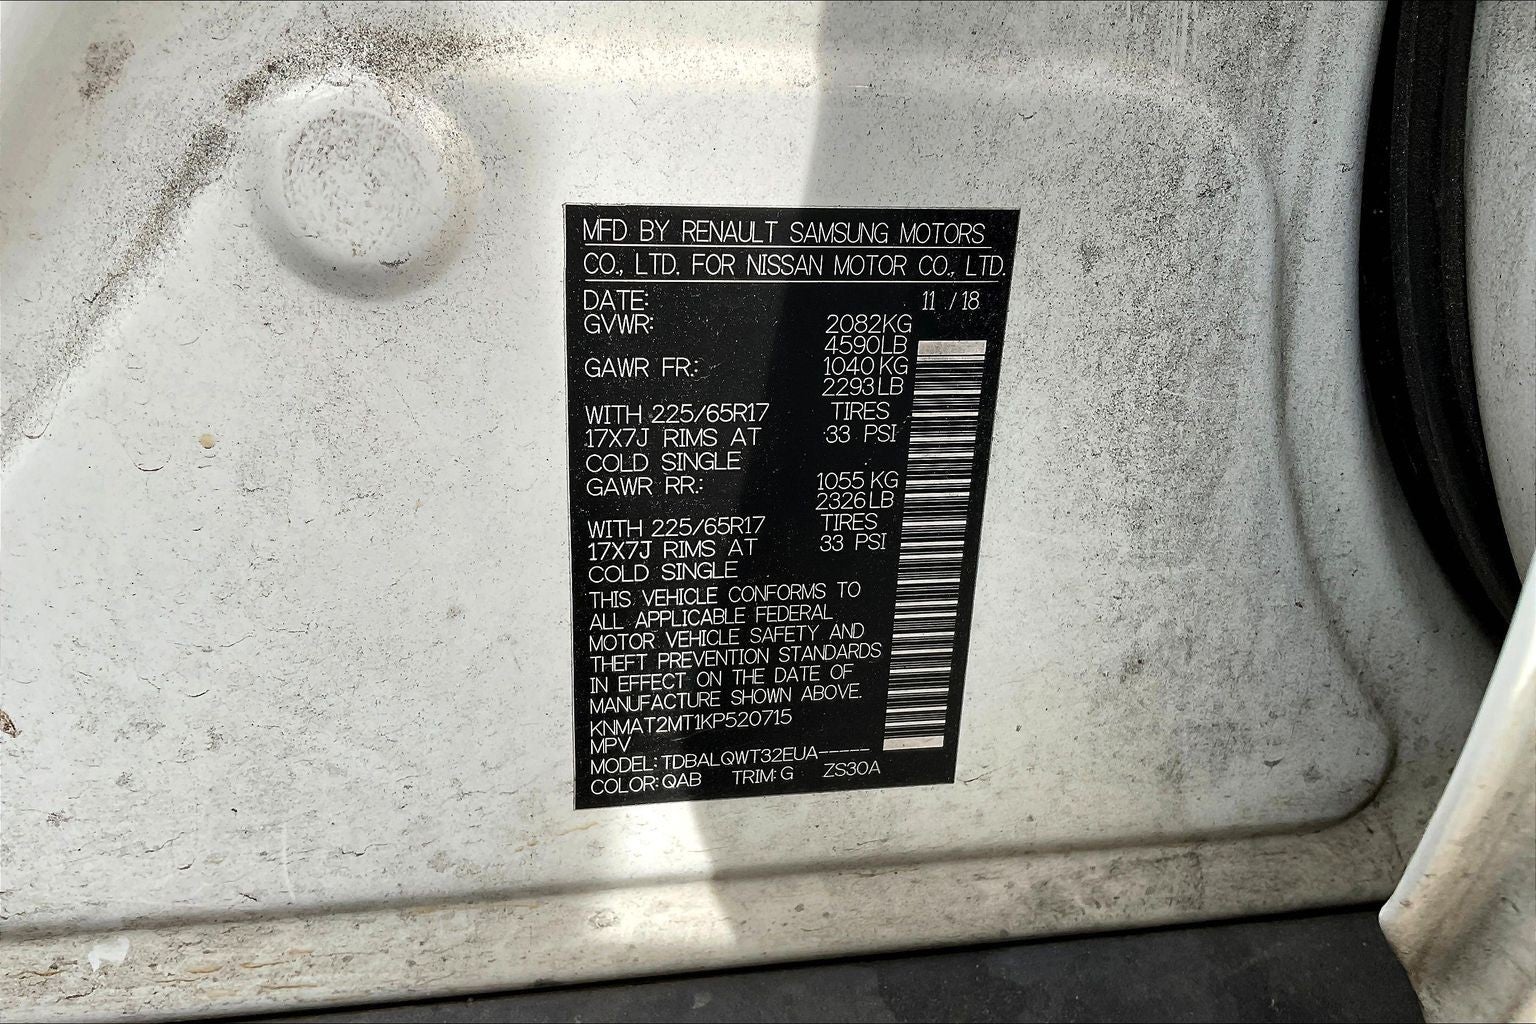 MFD BY RENAULT SAMSUNG MOTORS
CO., LTD. FOR NISSAN MOTOR CO., LTD.
DATE: 11 / 18
GVWR: 2082KG
4590LB
GAWR FR.: 1040 KG
2293LB
WITH 225/65R17 TIRES
17X7J RIMS AT 33 PSI
COLD SINGLE
GAWR RR.: 1055 KG
2326LB
WITH 225/65R17 TIRES
17X7J RIMS AT 33 PSI
COLD SINGLE
THIS VEHICLE CONFORMS TO
ALL APPLICABLE FEDERAL
MOTOR VEHICLE SAFETY AND
THEFT PREVENTION STANDARDS
IN EFFECT ON THE DATE OF
MANUFACTURE SHOWN ABOVE.
KNMAT2MT1KP520715
MPV
MODEL: TDBALQWT32EUA-----
COLOR: QAB TRIM: G ZS30A